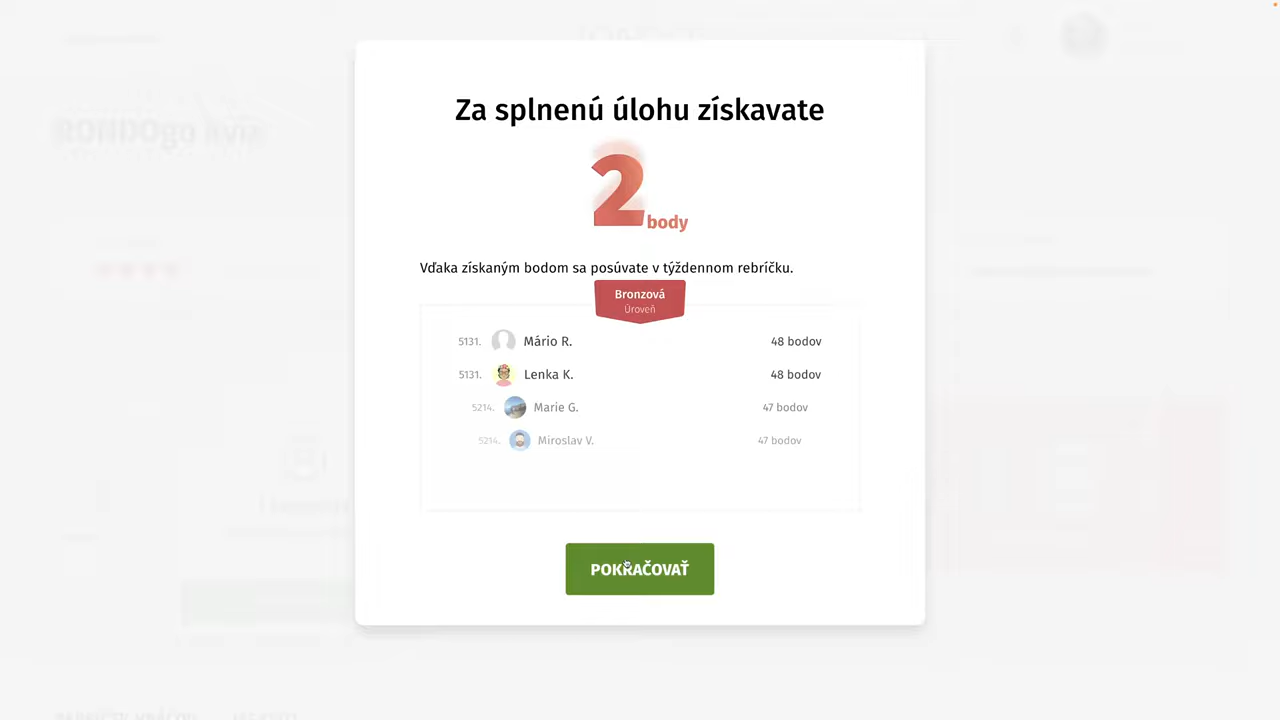 Za splnenú úlohu získavate
2 body
Vďaka získaným bodom sa posúvate v týždennom rebríčku.
Bronzová
Úroveň
5131. Mário R. 48 bodov
5131. Lenka K. 48 bodov
5214. Marie G. 47 bodov
5214. Miroslav V. 47 bodov
POKRAČOVAŤ